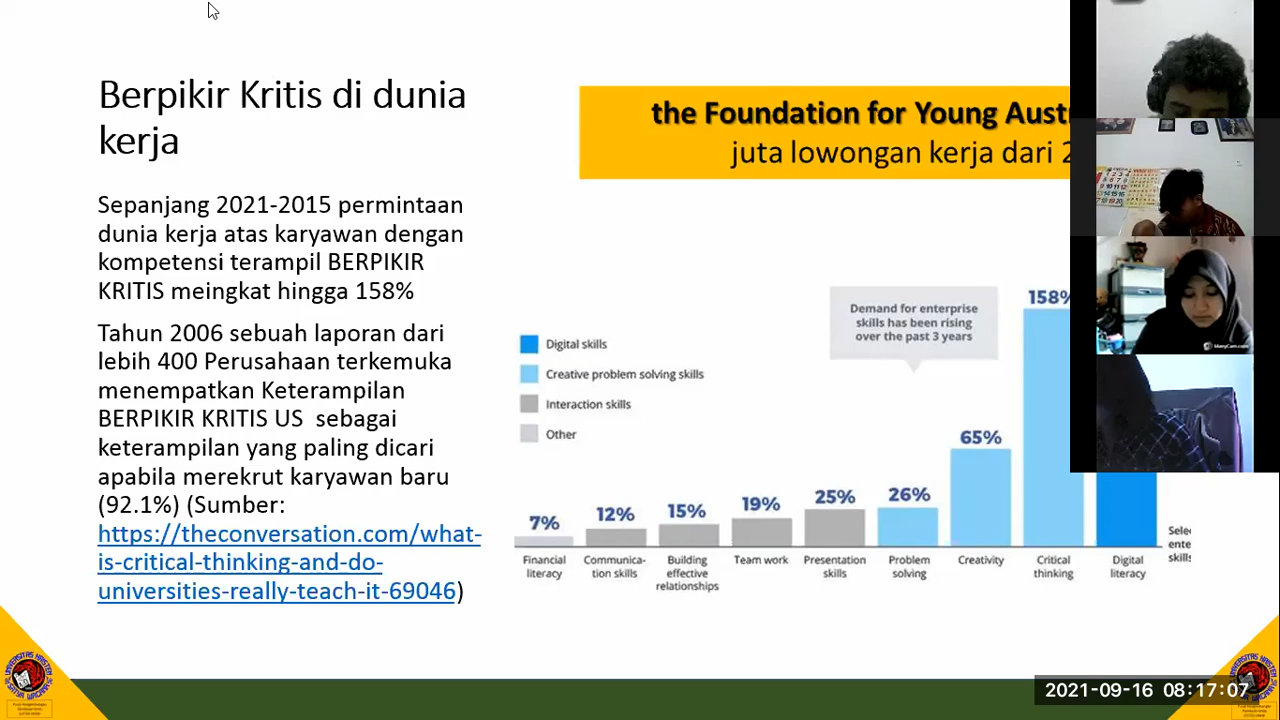 Berpikir Kritis di dunia
kerja
Sepanjang 2021-2015 permintaan
dunia kerja atas karyawan dengan
kompetensi terampil BERPIKIR
KRITIS meingkat hingga 158%
Tahun 2006 sebuah laporan dari
lebih 400 Perusahaan terkemuka
menempatkan Keterampilan
BERPIKIR KRITIS US sebagai
keterampilan yang paling dicari
apabila merekrut karyawan baru
(92.1%) (Sumber:
https://theconversation.com/what-
is-critical-thinking-and-do-
universities-really-teach-it-69046)
the Foundation for Young
juta lowongan kerja dari
Demand for enterprise
skills has been rising
over the past 3 years
Digital skills
Creative problem solving skills
Interaction skills
Other
7%
12%
15%
19%
25%
26%
65%
158%
Financial
literacy
Communica-
tion skills
Building
effective
relationships
Team work
Presentation
skills
Problem
solving
Creativity
Critical
thinking
Digital
literacy
skills
ManyCam.com
2021-09-16 08:17:07